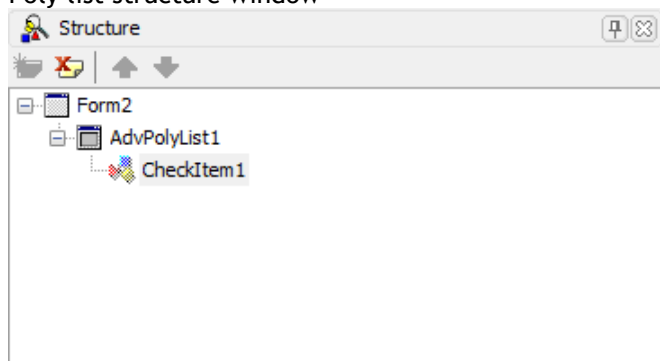 Poly list structure window
Structure
Form2
AdvPolyList1
CheckItem1